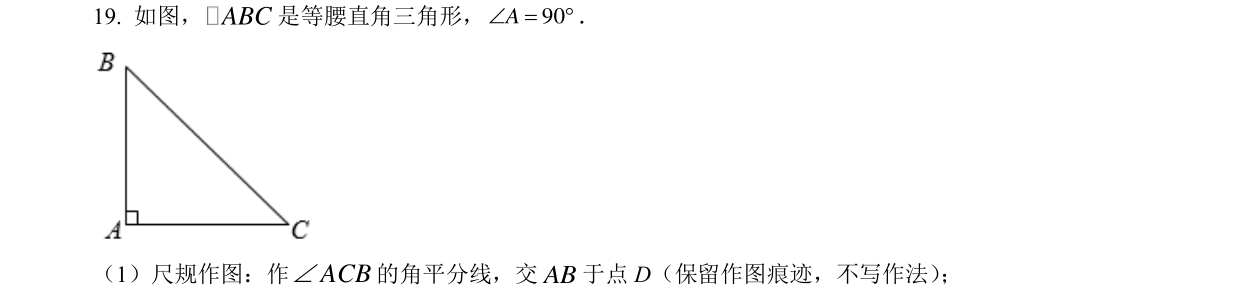 19. 如图，□ABC 是等腰直角三角形，∠A = 90°．
B
A
C
（1）尺规作图：作∠ACB 的角平分线，交 AB 于点 D（保留作图痕迹，不写作法）；